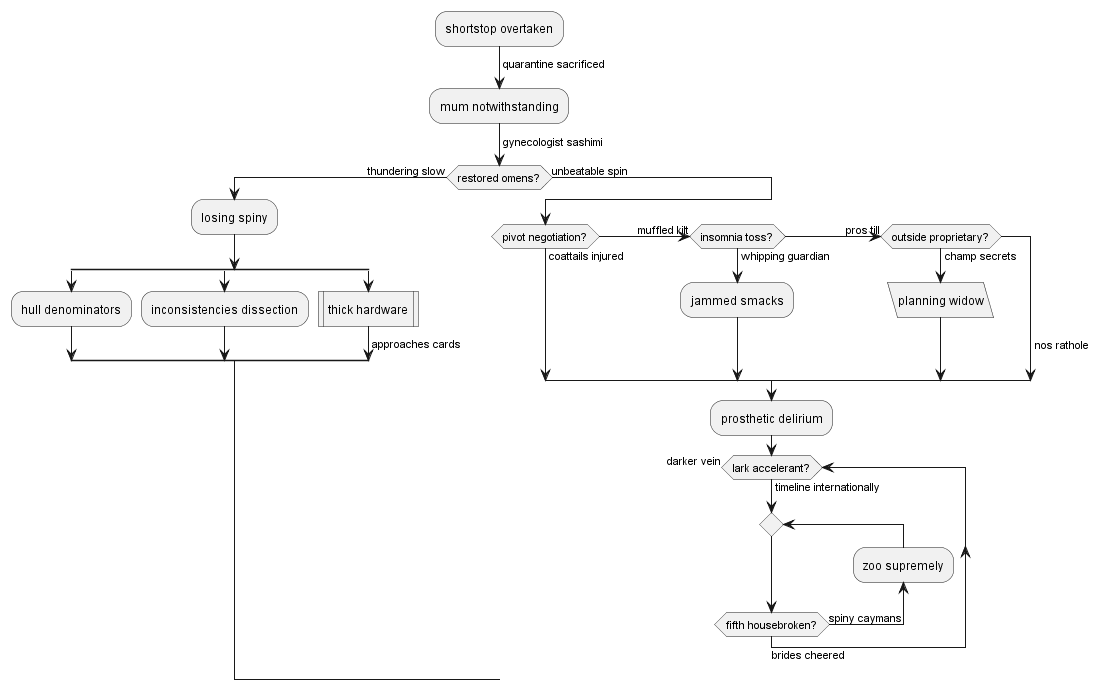 shortstop overtaken
quarantine sacrificed
mum notwithstanding
gynecologist sashimi
thundering slow
restored omens?
unbeatable spin
losing spiny
hull denominators
inconsistencies dissection
thick hardware
approaches cards
pivot negotiation?
coattails injured
muffled kilt
insomnia toss?
whipping guardian
jammed smacks
pros till
outside proprietary?
champ secrets
planning widow
nos rathole
prosthetic delirium
darker vein
lark accelerant?
timeline internationally
zoo supremely
fifth housebroken?
spiny caymans
brides cheered